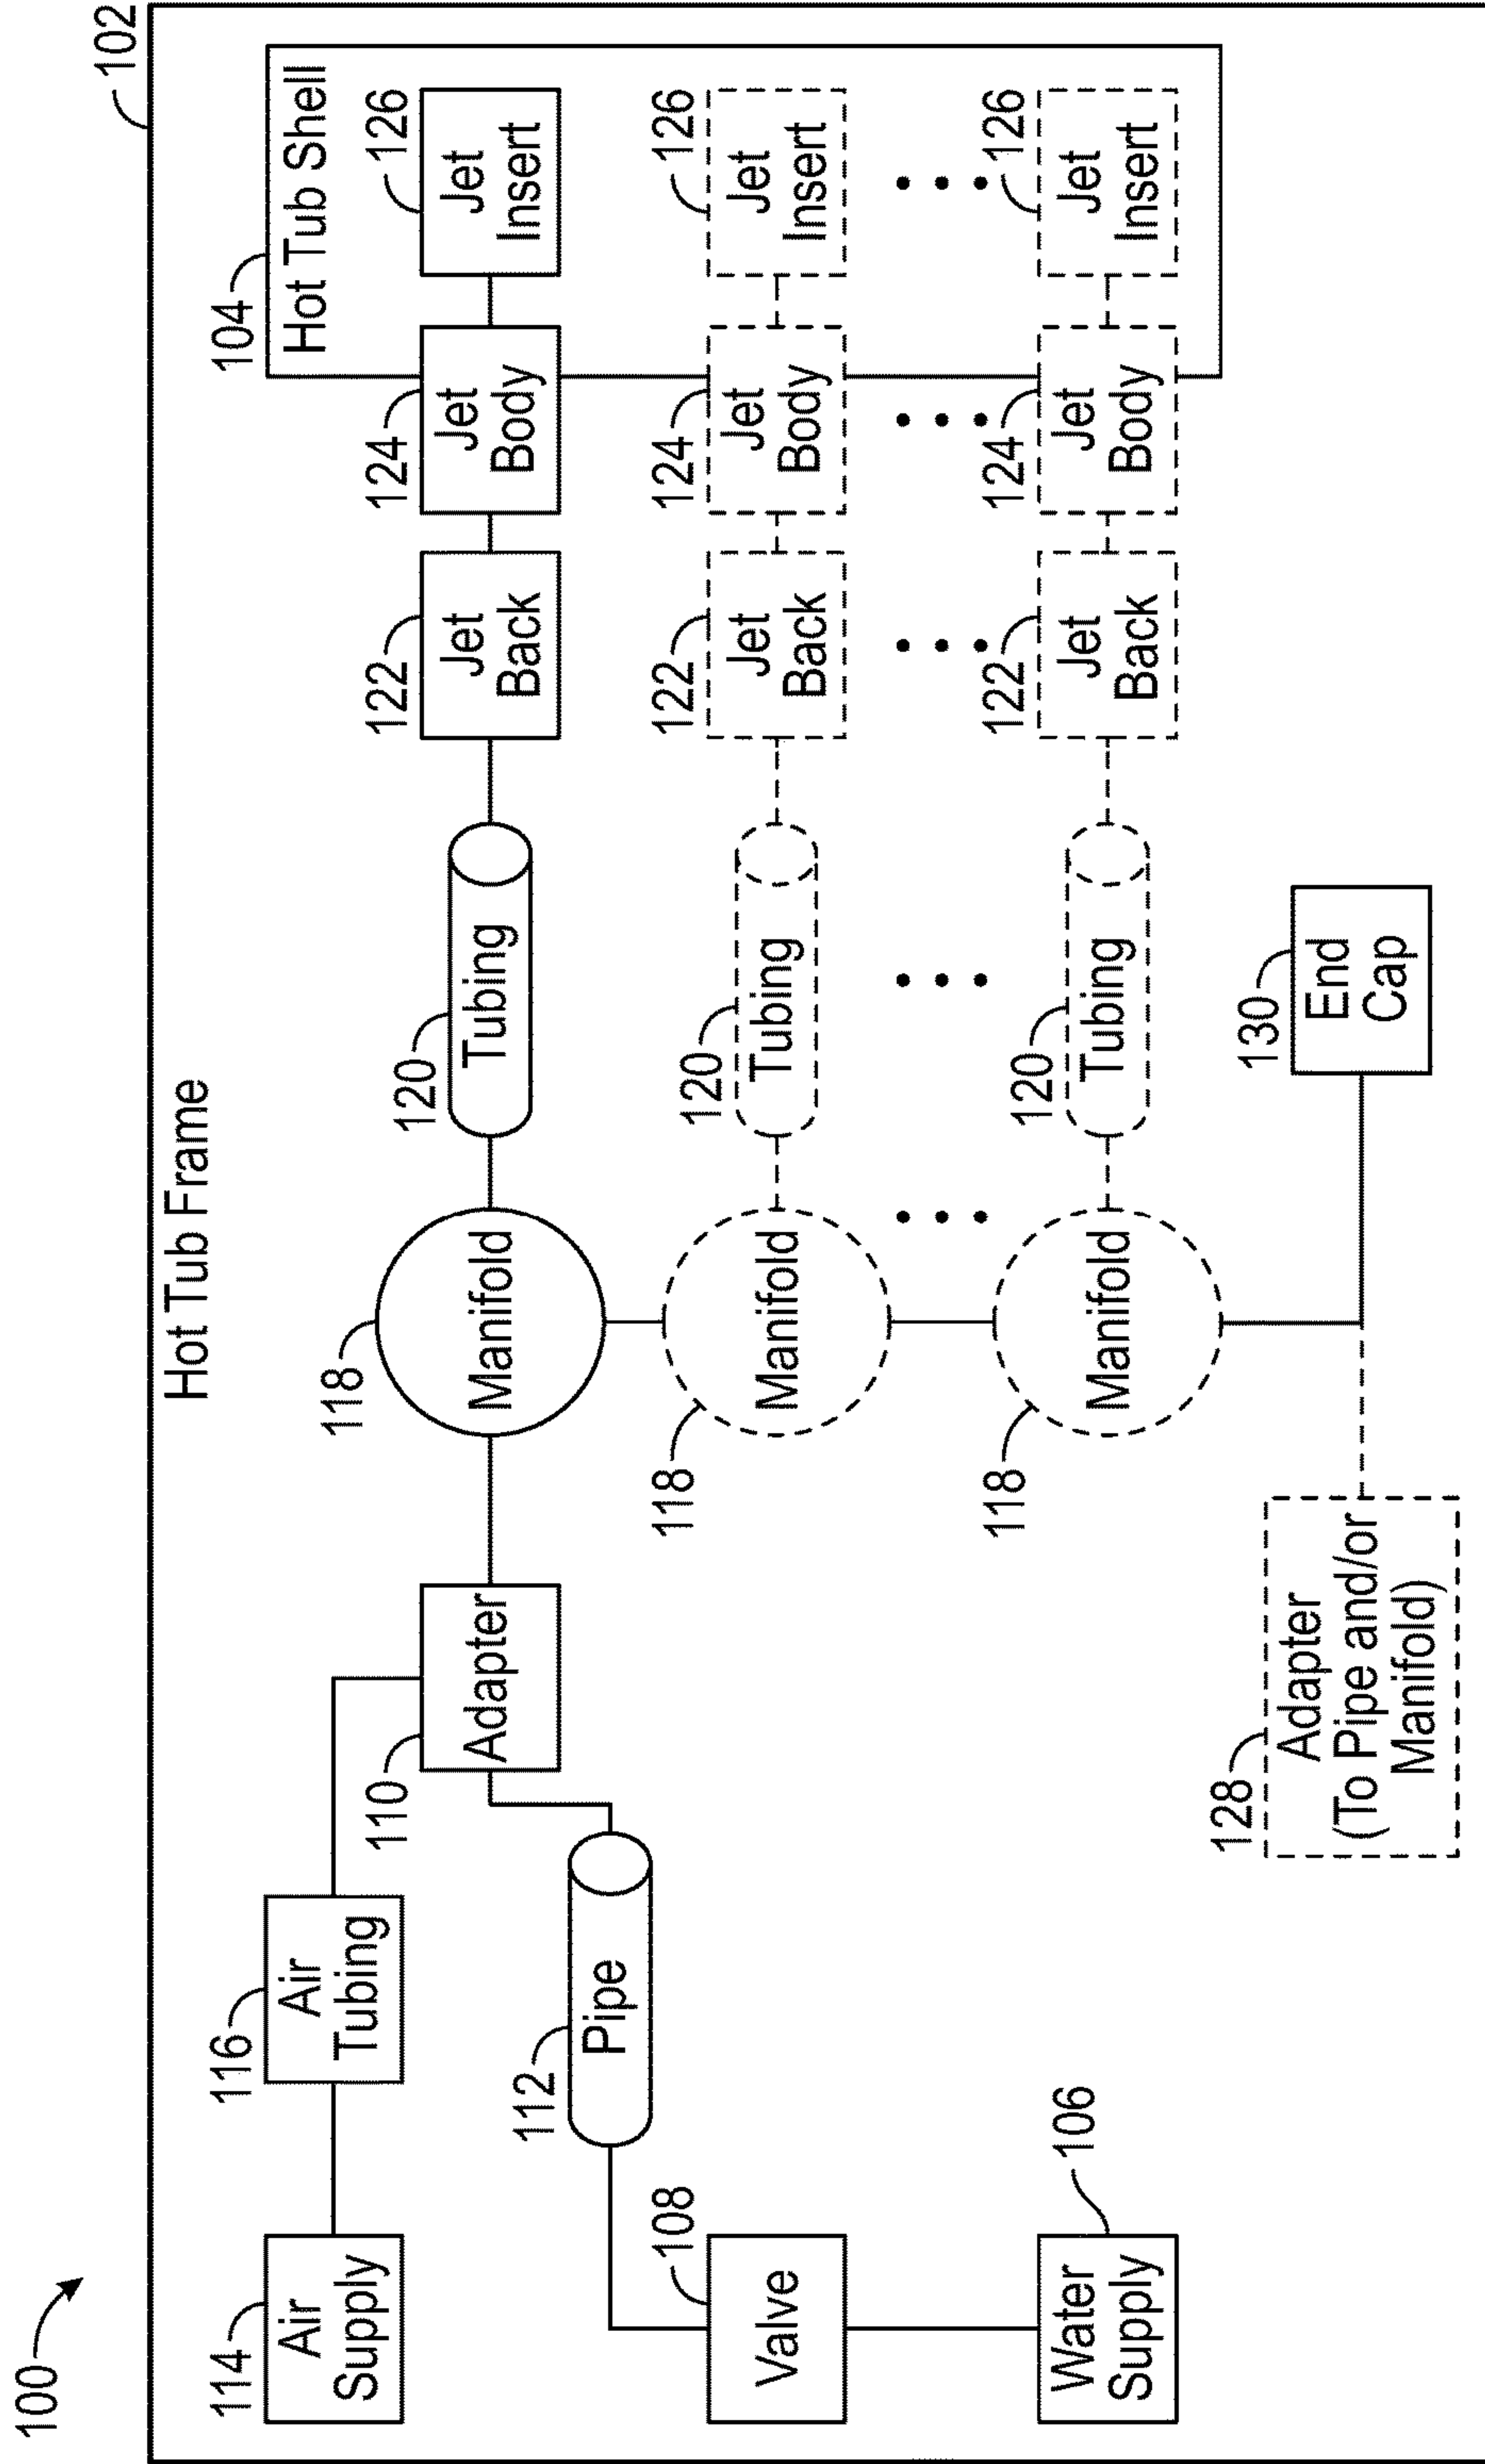 100
102
Hot Tub Frame
104
Hot Tub Shell
114
Air
Supply
116
Air
Tubing
110
Adapter
118
Manifold
120
Tubing
122
Jet
Back
124
Jet
Body
126
Jet
Insert
112
Pipe
108
Valve
118
Manifold
120
Tubing
122
Jet
Back
124
Jet
Body
126
Jet
Insert
106
Water
Supply
118
Manifold
120
Tubing
122
Jet
Back
124
Jet
Body
126
Jet
Insert
128
Adapter
(To Pipe and/or
Manifold)
130
End
Cap